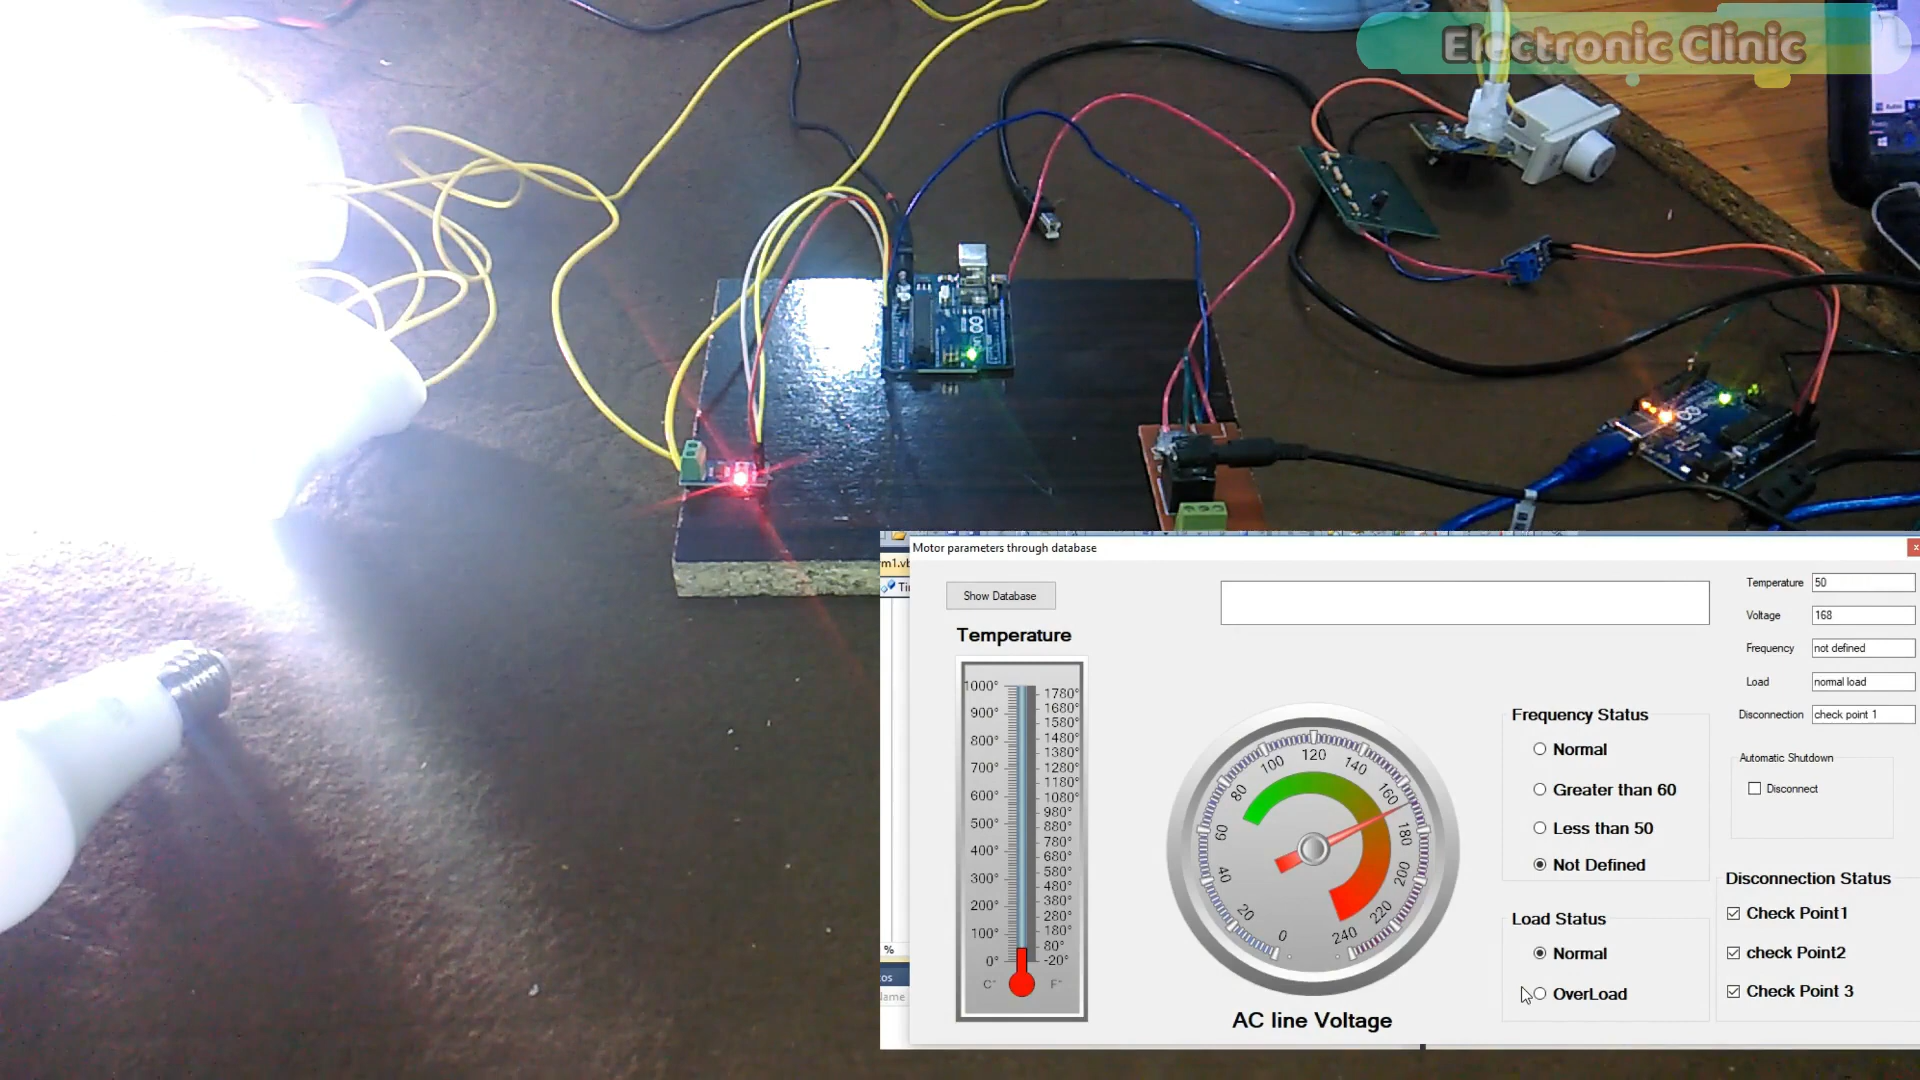 Electronic Clinic
Motor parameters through database
m1.vb
Show Database
Temperature
1000°
900°
800°
700°
600°
500°
400°
300°
200°
100°
0°
C°
1780°
1680°
1580°
1480°
1380°
1280°
1180°
1080°
980°
880°
780°
680°
580°
480°
380°
280°
180°
80°
-20°
F°
0
20
40
60
80
100
120
140
160
180
200
220
240
AC line Voltage
Frequency Status
Normal
Greater than 60
Less than 50
Not Defined
Load Status
Normal
OverLoad
Temperature 50
Voltage 168
Frequency not defined
Load normal load
Disconnection check point 1
Automatic Shutdown
Disconnect
Disconnection Status
Check Point1
check Point2
Check Point 3
%